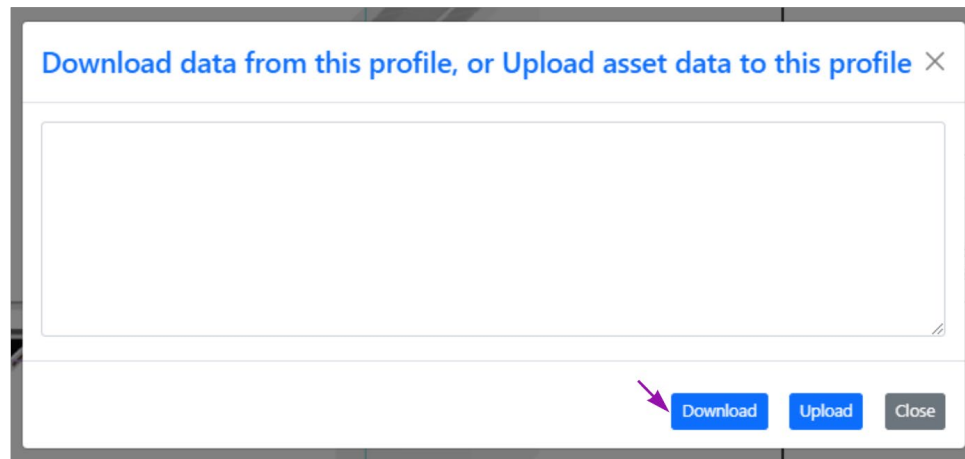 Download data from this profile, or Upload asset data to this profile
Download Upload Close